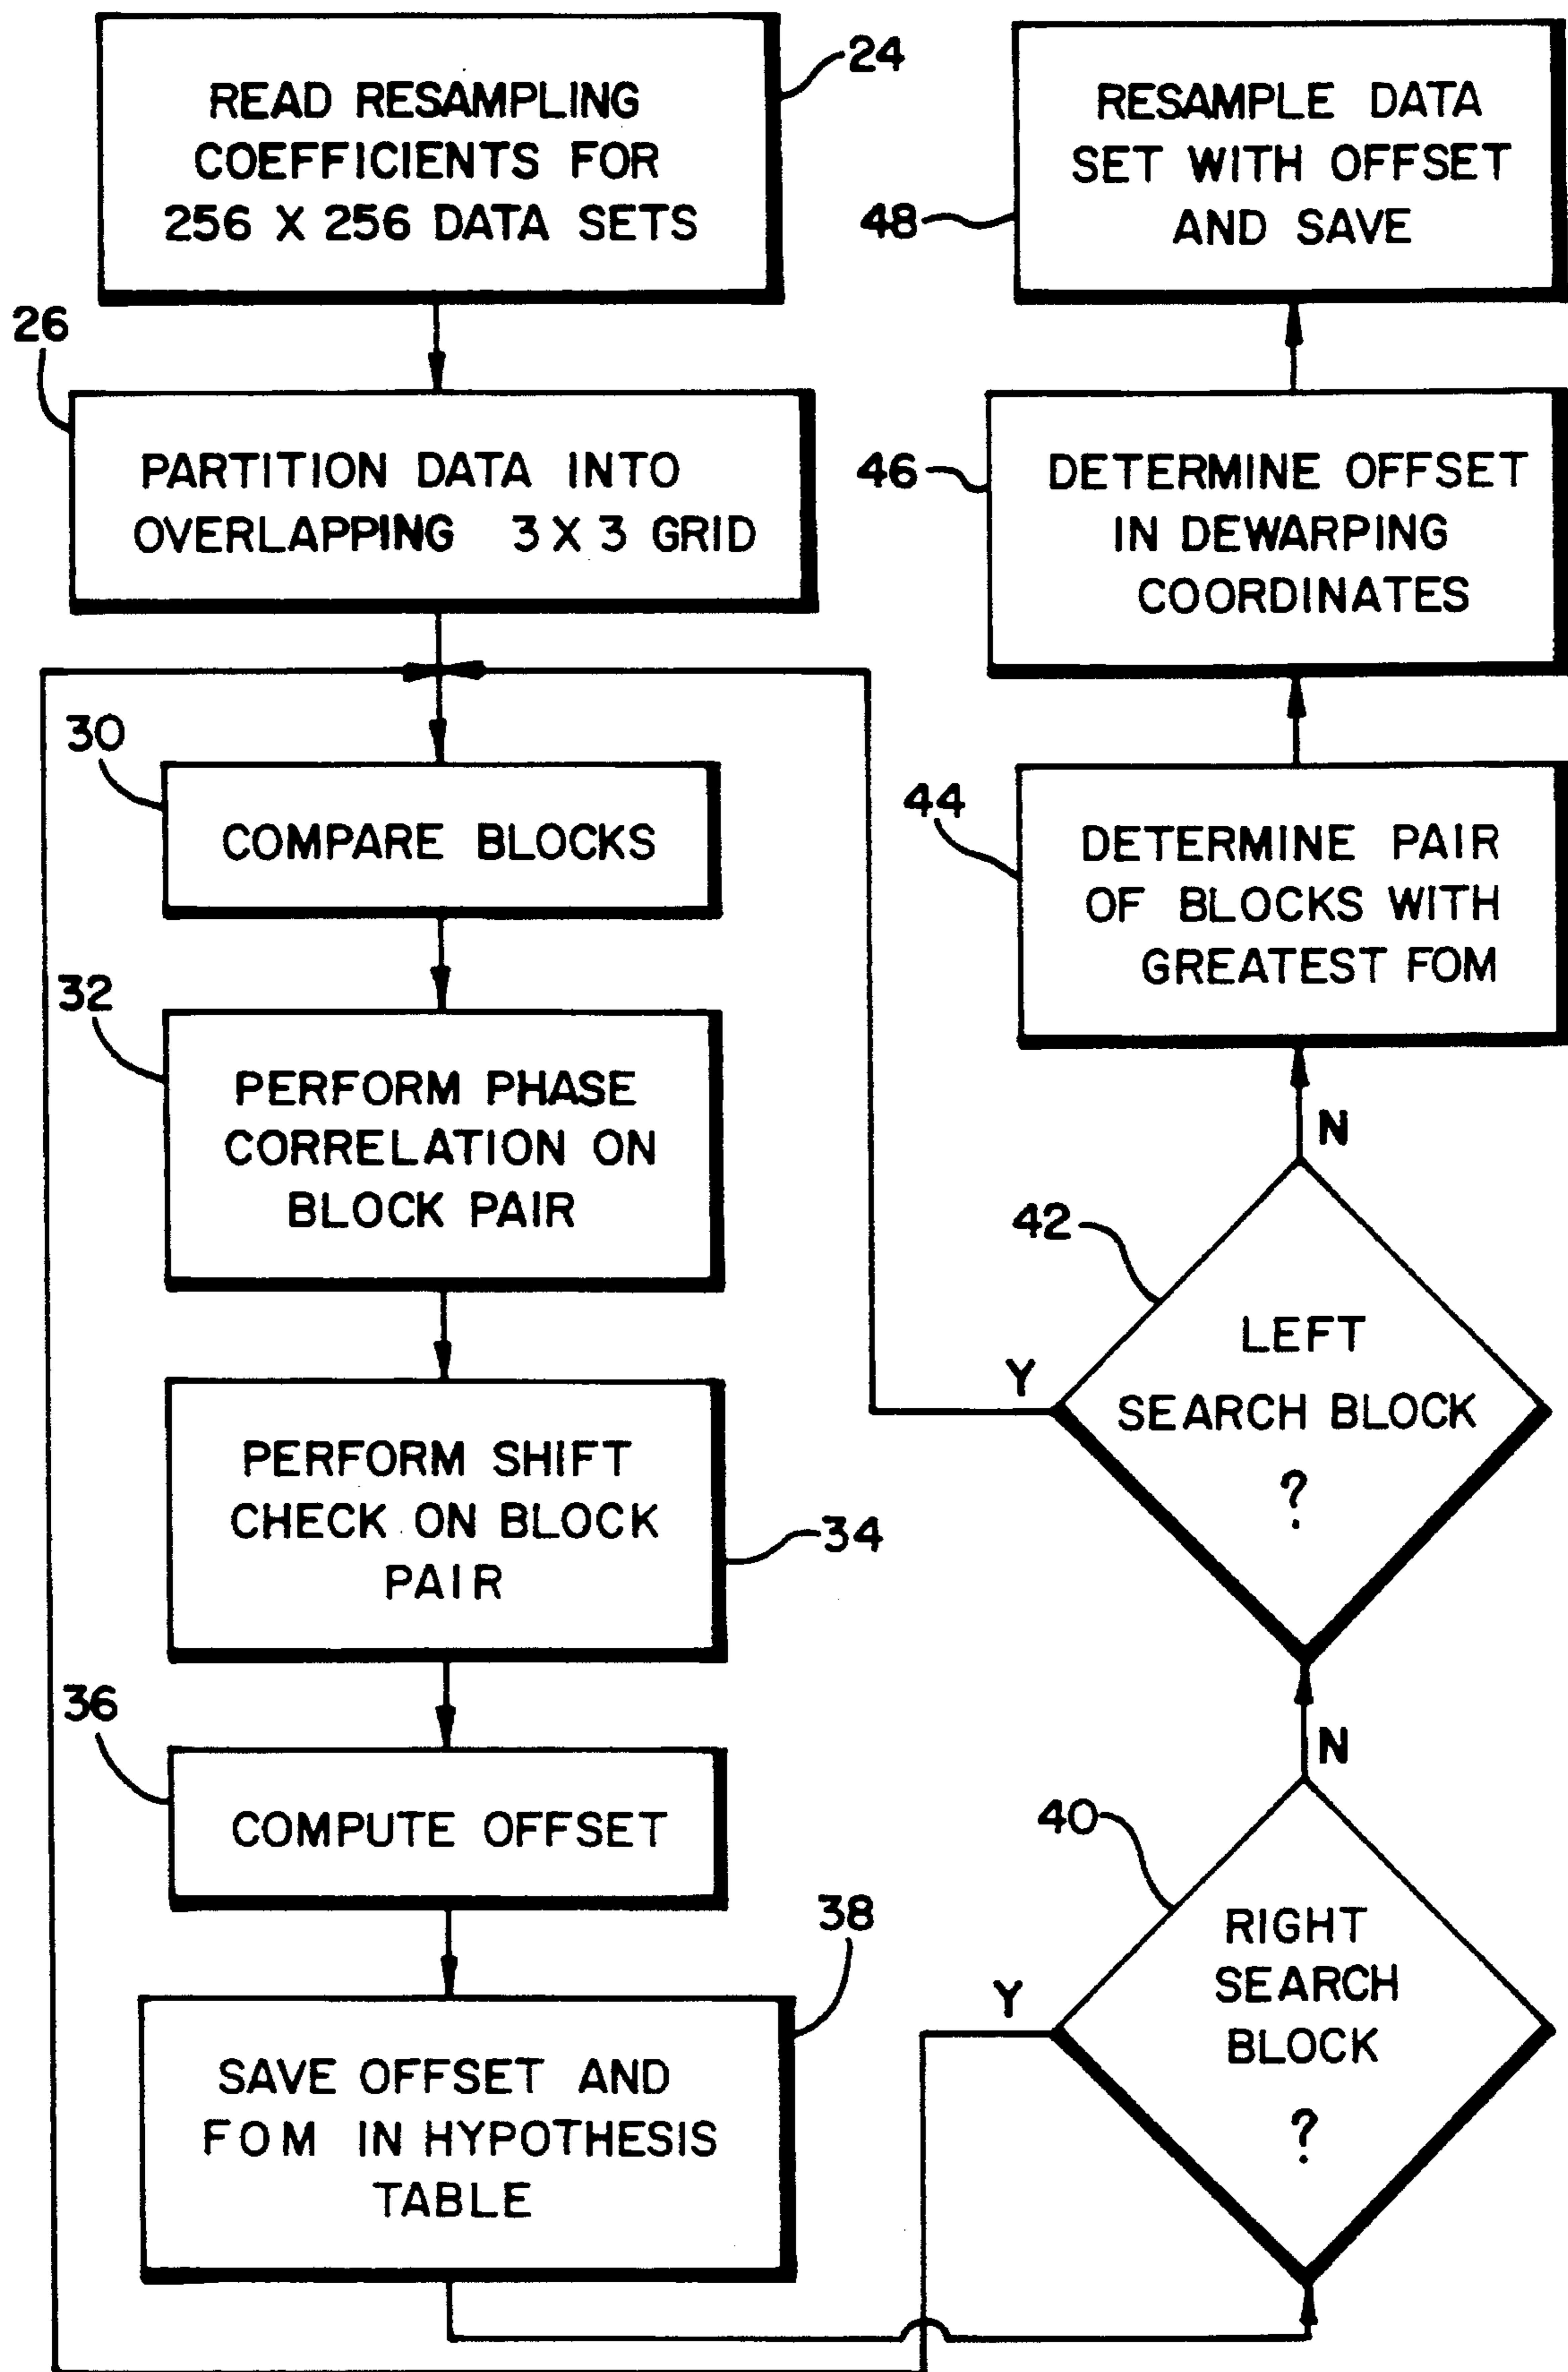 READ RESAMPLING
COEFFICIENTS FOR
256 X 256 DATA SETS
24
26
PARTITION DATA INTO
OVERLAPPING 3 X 3 GRID
30
COMPARE BLOCKS
32
PERFORM PHASE
CORRELATION ON
BLOCK PAIR
PERFORM SHIFT
CHECK ON BLOCK
PAIR
34
36
COMPUTE OFFSET
38
SAVE OFFSET AND
FOM IN HYPOTHESIS
TABLE
40
RIGHT
SEARCH
BLOCK
?
Y
N
42
LEFT
SEARCH BLOCK
?
Y
N
44
DETERMINE PAIR
OF BLOCKS WITH
GREATEST FOM
46
DETERMINE OFFSET
IN DEWARPING
COORDINATES
48
RESAMPLE DATA
SET WITH OFFSET
AND SAVE